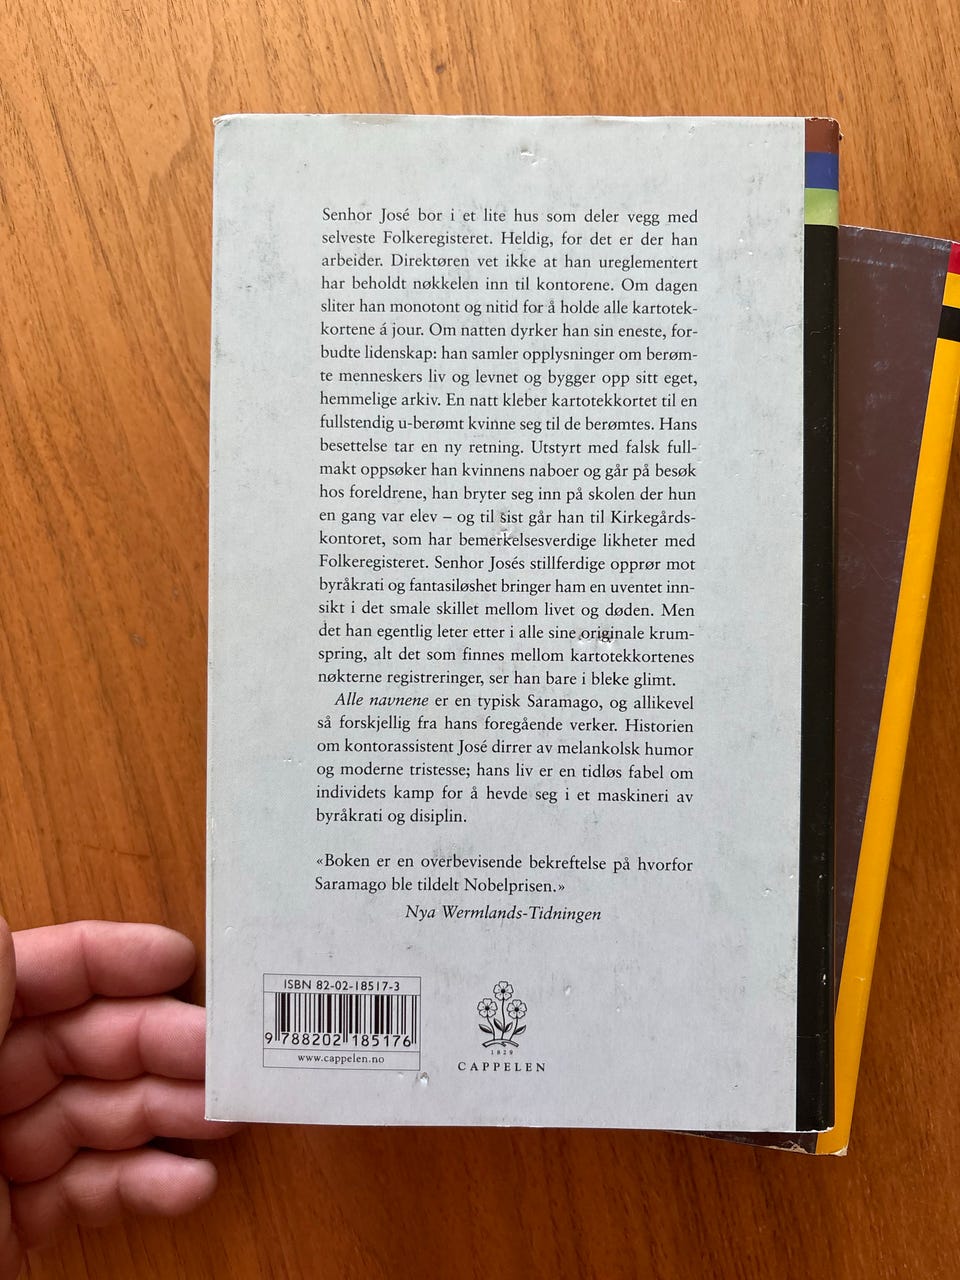 Senhor José bor i et lite hus som deler vegg med
selveste Folkeregisteret. Heldig, for det er der han
arbeider. Direktøren vet ikke at han ureglementert
har beholdt nøkkelen inn til kontorene. Om dagen
sliter han monotont og nitid for å holde alle kartotek-
kortene á jour. Om natten dyrker han sin eneste, for-
budte lidenskap: han samler opplysninger om berøm-
te menneskers liv og levnet og bygger opp sitt eget,
hemmelige arkiv. En natt kleber kartotekkortet til en
fullstendig u-berømt kvinne seg til de berømtes. Hans
besettelse tar en ny retning. Utstyrt med falsk full-
makt oppsøker han kvinnens naboer og går på besøk
hos foreldrene, han bryter seg inn på skolen der hun
en gang var elev – og til sist går han til Kirkegårds-
kontoret, som har bemerkelsesverdige likheter med
Folkeregisteret. Senhor Josés stillferdige opprør mot
byråkrati og fantasiløshet bringer ham en uventet inn-
sikt i det smale skillet mellom livet og døden. Men
det han egentlig leter etter i alle sine originale krum-
spring, alt det som finnes mellom kartotekkortenes
nøkterne registreringer, ser han bare i bleke glimt.
Alle navnene er en typisk Saramago, og allikevel
så forskjellig fra hans foregående verker. Historien
om kontorassistent José dirrer av melankolsk humor
og moderne tristesse; hans liv er en tidløs fabel om
individets kamp for å hevde seg i et maskineri av
byråkrati og disiplin.
«Boken er en overbevisende bekreftelse på hvorfor
Saramago ble tildelt Nobelprisen.»
Nya Wermlands-Tidningen
ISBN 82-02-18517-3
9 788202 185176
www.cappelen.no
1829
CAPPELEN